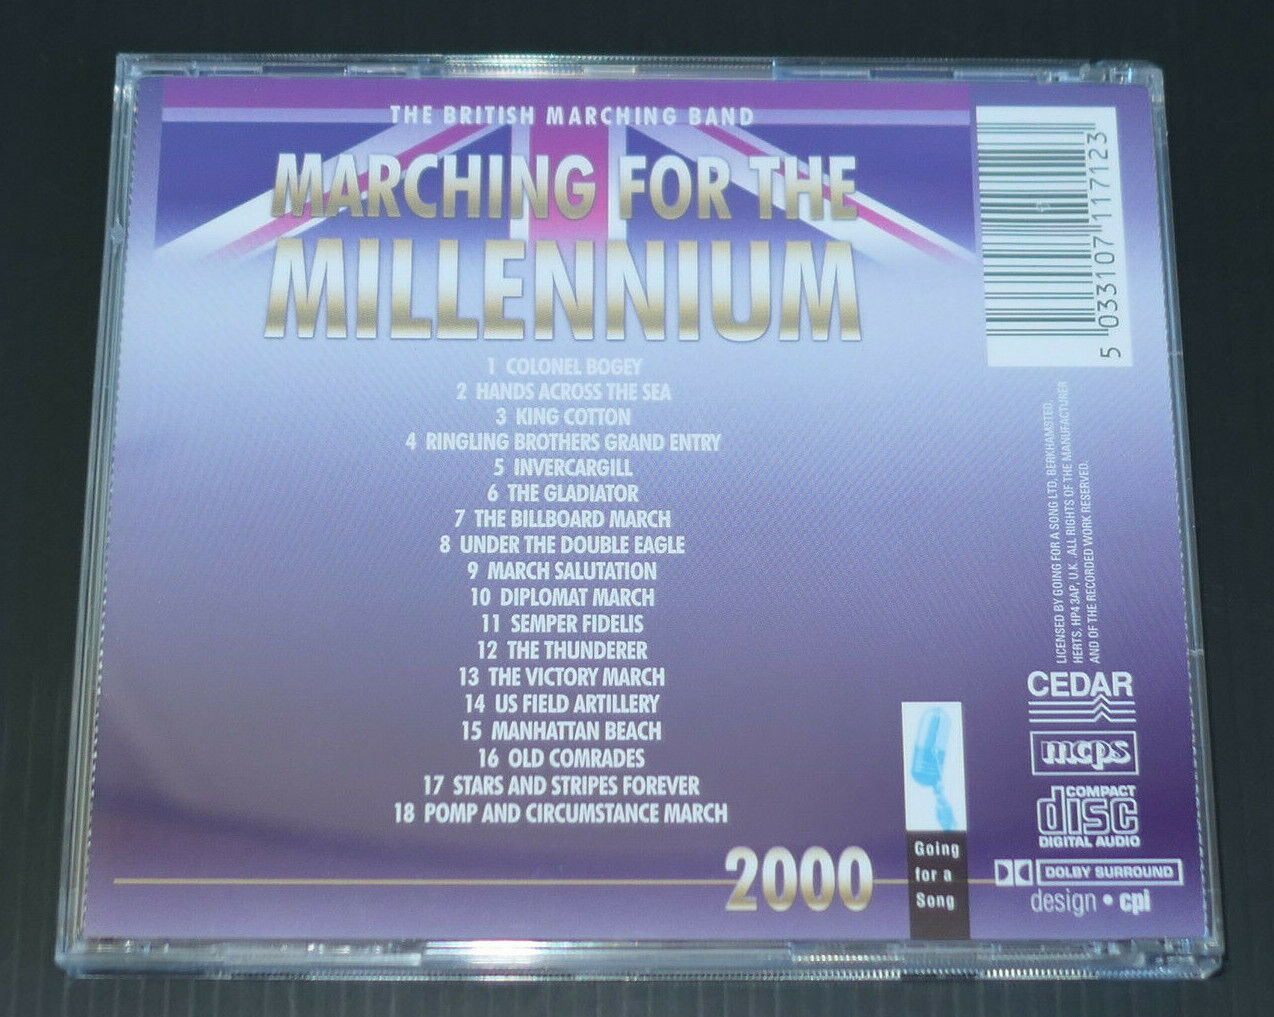 THE BRITISH MARCHING BAND
MARCHING FOR THE
MILLENNIUM
1 COLONEL BOGEY
2 HANDS ACROSS THE SEA
3 KING COTTON
4 RINGLING BROTHERS GRAND ENTRY
5 INVERCARGILL
6 THE GLADIATOR
7 THE BILLBOARD MARCH
8 UNDER THE DOUBLE EAGLE
9 MARCH SALUTATION
10 DIPLOMAT MARCH
11 SEMPER FIDELIS
12 THE THUNDERER
13 THE VICTORY MARCH
14 US FIELD ARTILLERY
15 MANHATTAN BEACH
16 OLD COMRADES
17 STARS AND STRIPES FOREVER
18 POMP AND CIRCUMSTANCE MARCH
2000
Going
for a
Song
5 033107 117123
LICENSED BY GOING FOR A SONG LTD, BERKHAMSTED,
HERTS, HP4 3AP, U.K. ALL RIGHTS OF THE MANUFACTURER
AND OF THE RECORDED WORK RESERVED.
CEDAR
mcps
COMPACT
disc
DIGITAL AUDIO
DOLBY SURROUND
design • cpl